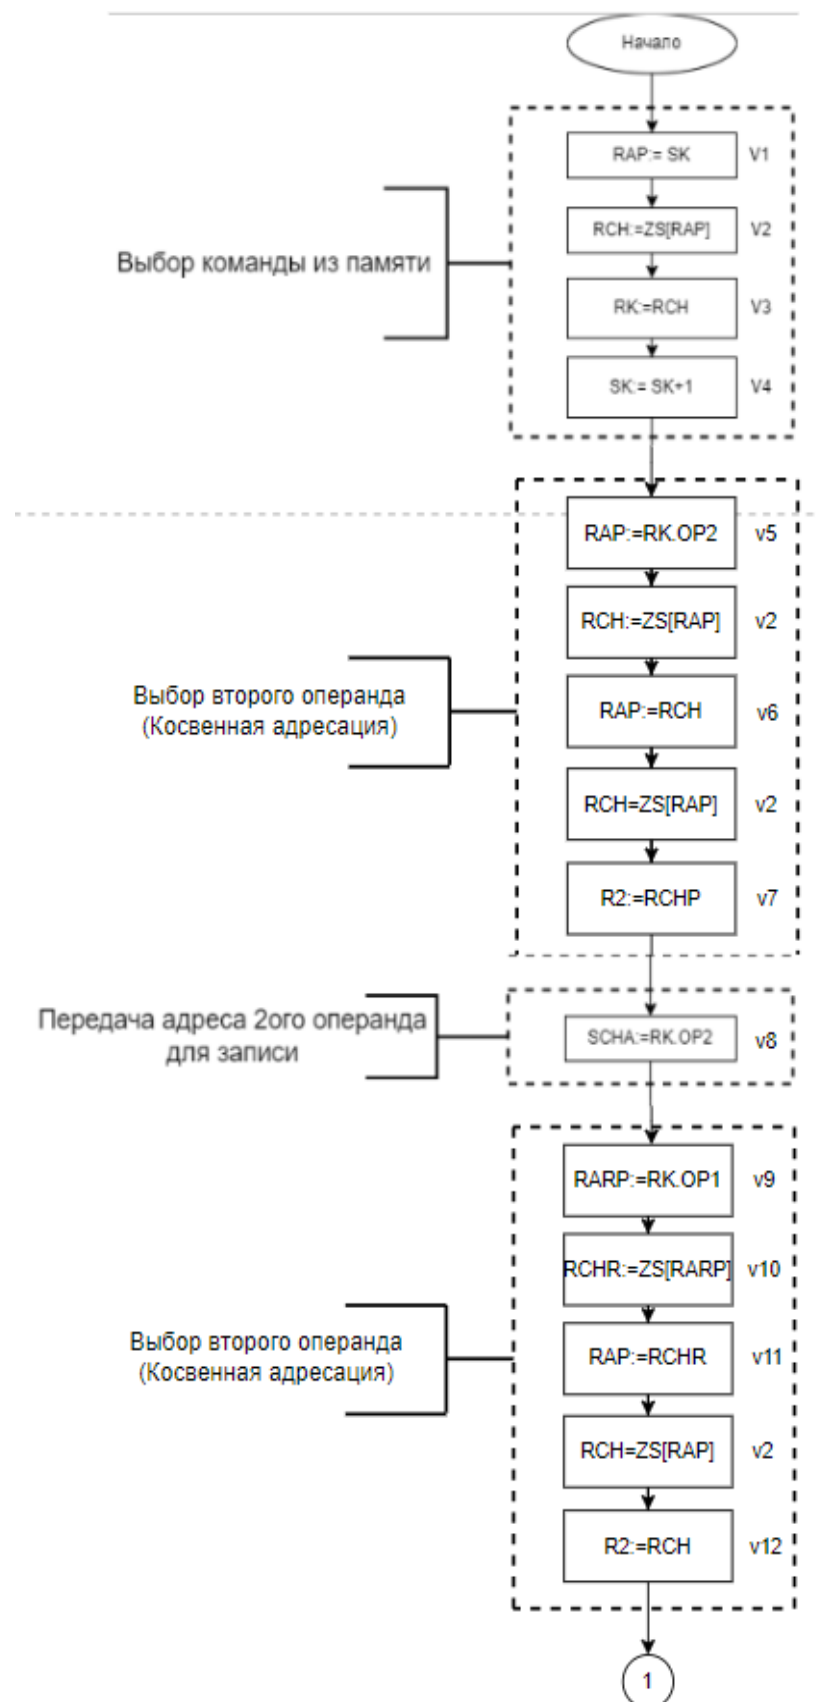 Начало
RAP:= SK V1
RCH:=ZS[RAP] V2
Выбор команды из памяти
RK:=RCH V3
SK:= SK+1 V4
RAP:=RK.OP2 v5
RCH:=ZS[RAP] v2
Выбор второго операнда
(Косвенная адресация)
RAP:=RCH v6
RCH=ZS[RAP] v2
R2:=RCHP v7
Передача адреса 2ого операнда
для записи
SCHA:=RK.OP2 v8
RARP:=RK.OP1 v9
RCHR:=ZS[RARP] v10
Выбор второго операнда
(Косвенная адресация)
RAP:=RCHR v11
RCH=ZS[RAP] v2
R2:=RCH v12
1